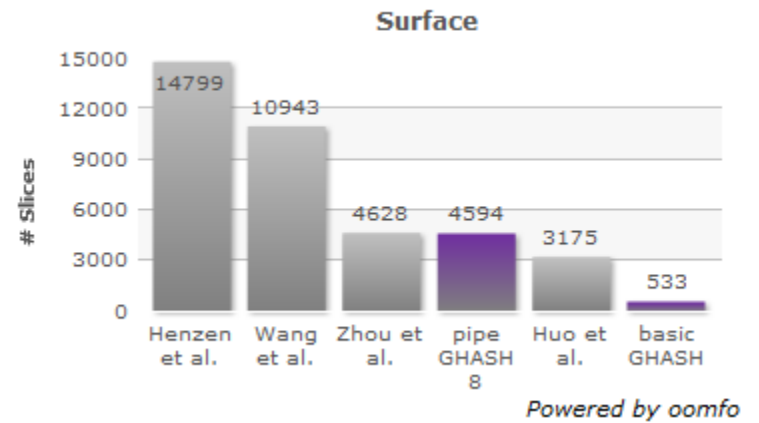 Surface
# Slices
15000
12000
9000
6000
3000
0
14799
10943
4628
4594
3175
533
Henzen
et al.
Wang
et al.
Zhou et
al.
pipe
GHASH
8
Huo et
al.
basic
GHASH
Powered by oomfo